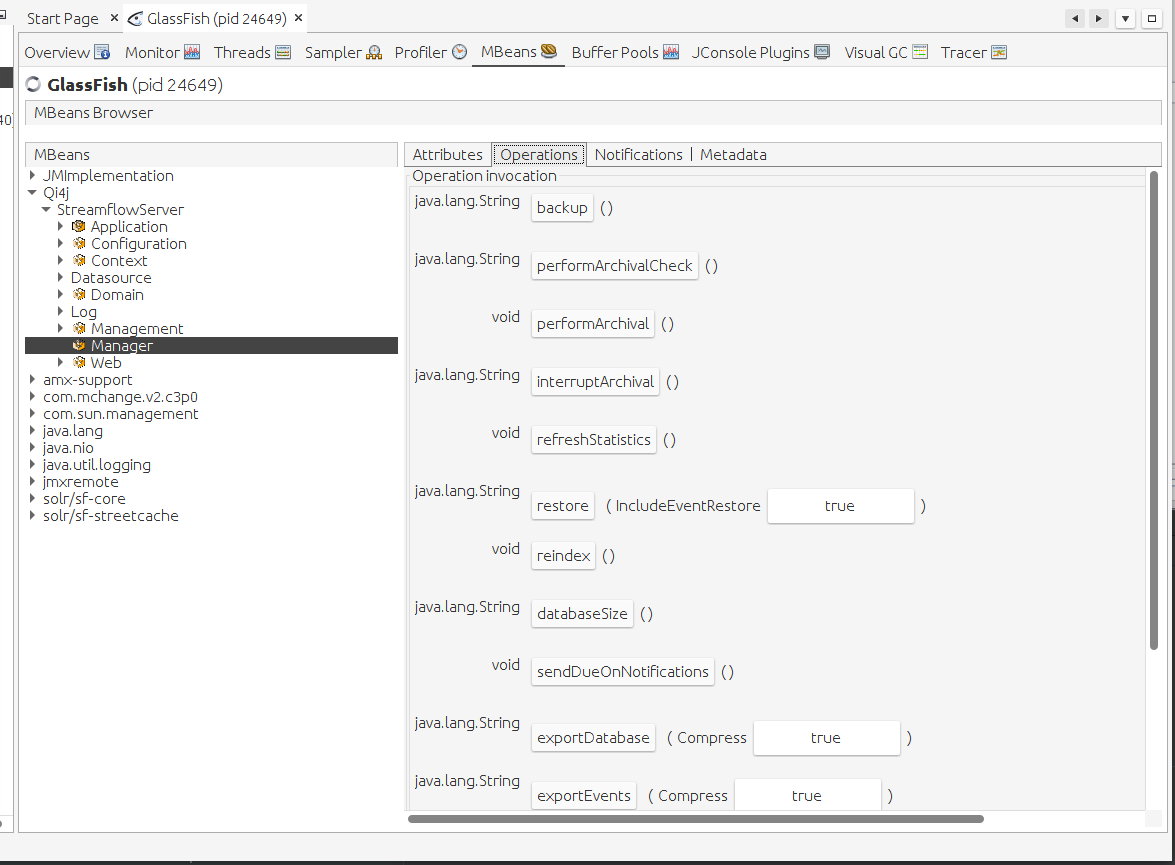 Start Page × GlassFish (pid 24649) ×
Overview Monitor Threads Sampler Profiler MBeans Buffer Pools JConsole Plugins Visual GC Tracer
GlassFish (pid 24649)
40)
MBeans Browser
MBeans
JMImplementation
Qi4j
StreamflowServer
Application
Configuration
Context
Datasource
Domain
Log
Management
Manager
Web
amx-support
com.mchange.v2.c3p0
com.sun.management
java.lang
java.nio
java.util.logging
jmxremote
solr/sf-core
solr/sf-streetcache
Attributes Operations Notifications | Metadata
Operation invocation
java.lang.String backup ()
java.lang.String performArchivalCheck ()
void performArchival ()
java.lang.String interruptArchival ()
void refreshStatistics ()
java.lang.String restore ( IncludeEventRestore true )
void reindex ()
java.lang.String databaseSize ()
void sendDueOnNotifications ()
java.lang.String exportDatabase ( Compress true )
java.lang.String exportEvents ( Compress true )